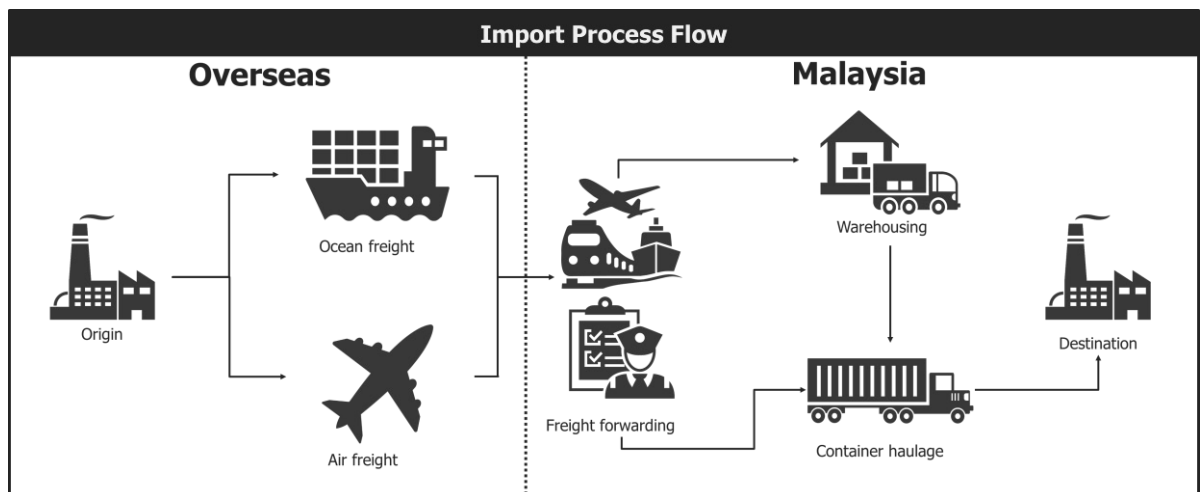 Import Process Flow
Overseas
Malaysia
Ocean freight
Warehousing
Origin
Destination
Freight forwarding
Air freight
Container haulage